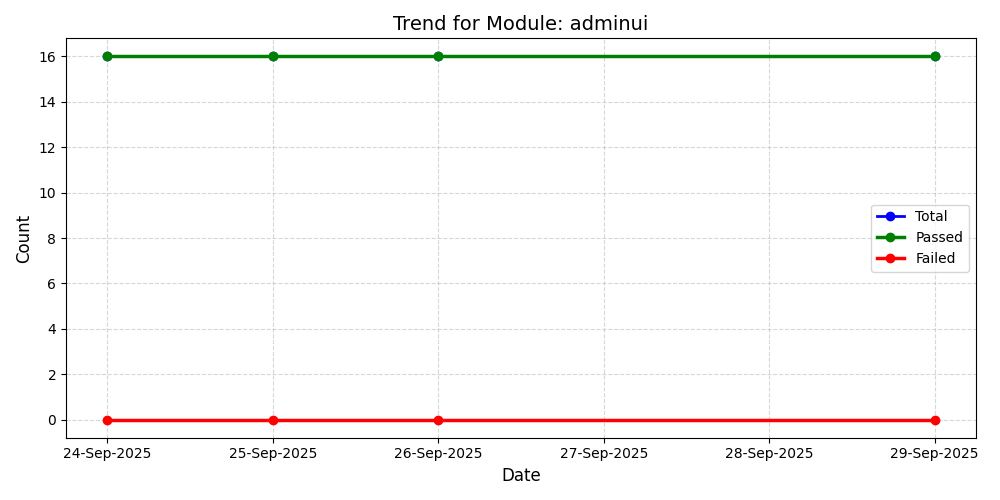 Trend for Module: adminui
16
14
12
10
8
6
4
2
0
Count
Total
Passed
Failed
24-Sep-2025 25-Sep-2025 26-Sep-2025 27-Sep-2025 28-Sep-2025 29-Sep-2025
Date